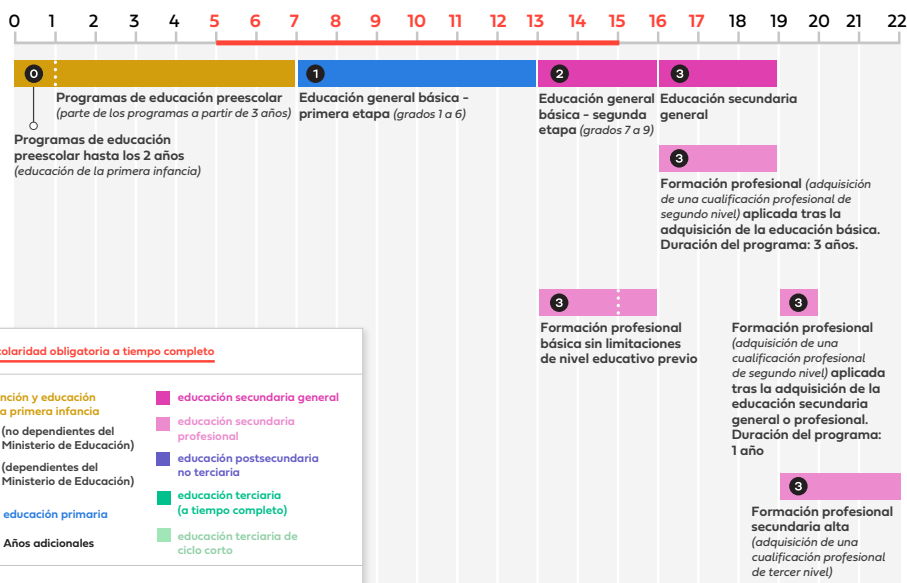 0 1 2 3 4 5 6 7 8 9 10 11 12 13 14 15 16 17 18 19 20 21 22
0
1
2
3
Programas de educación preescolar
(parte de los programas a partir de 3 años)
Programas de educación
preescolar hasta los 2 años
(educación de la primera infancia)
Educación general básica -
primera etapa (grados 1 a 6)
Educación general
básica - segunda
etapa (grados 7 a 9)
Educación secundaria
general
3
Formación profesional (adquisición
de una cualificación profesional de
segundo nivel) aplicada tras la
adquisición de la educación básica.
Duración del programa: 3 años.
3
Formación profesional
básica sin limitaciones
de nivel educativo previo
3
Formación profesional
(adquisición de una
cualificación profesional
de segundo nivel) aplicada
tras la adquisición de la
educación secundaria
general o profesional.
Duración del programa:
1 año
3
Formación profesional
secundaria alta
(adquisición de una
cualificación profesional
de tercer nivel)
colaridad obligatoria a tiempo completo
nción y educación
a primera infancia
(no dependientes del
Ministerio de Educación)
(dependientes del
Ministerio de Educación)
educación primaria
Años adicionales
educación secundaria general
educación secundaria
profesional
educación postsecundaria
no terciaria
educación terciaria
(a tiempo completo)
educación terciaria de
ciclo corto